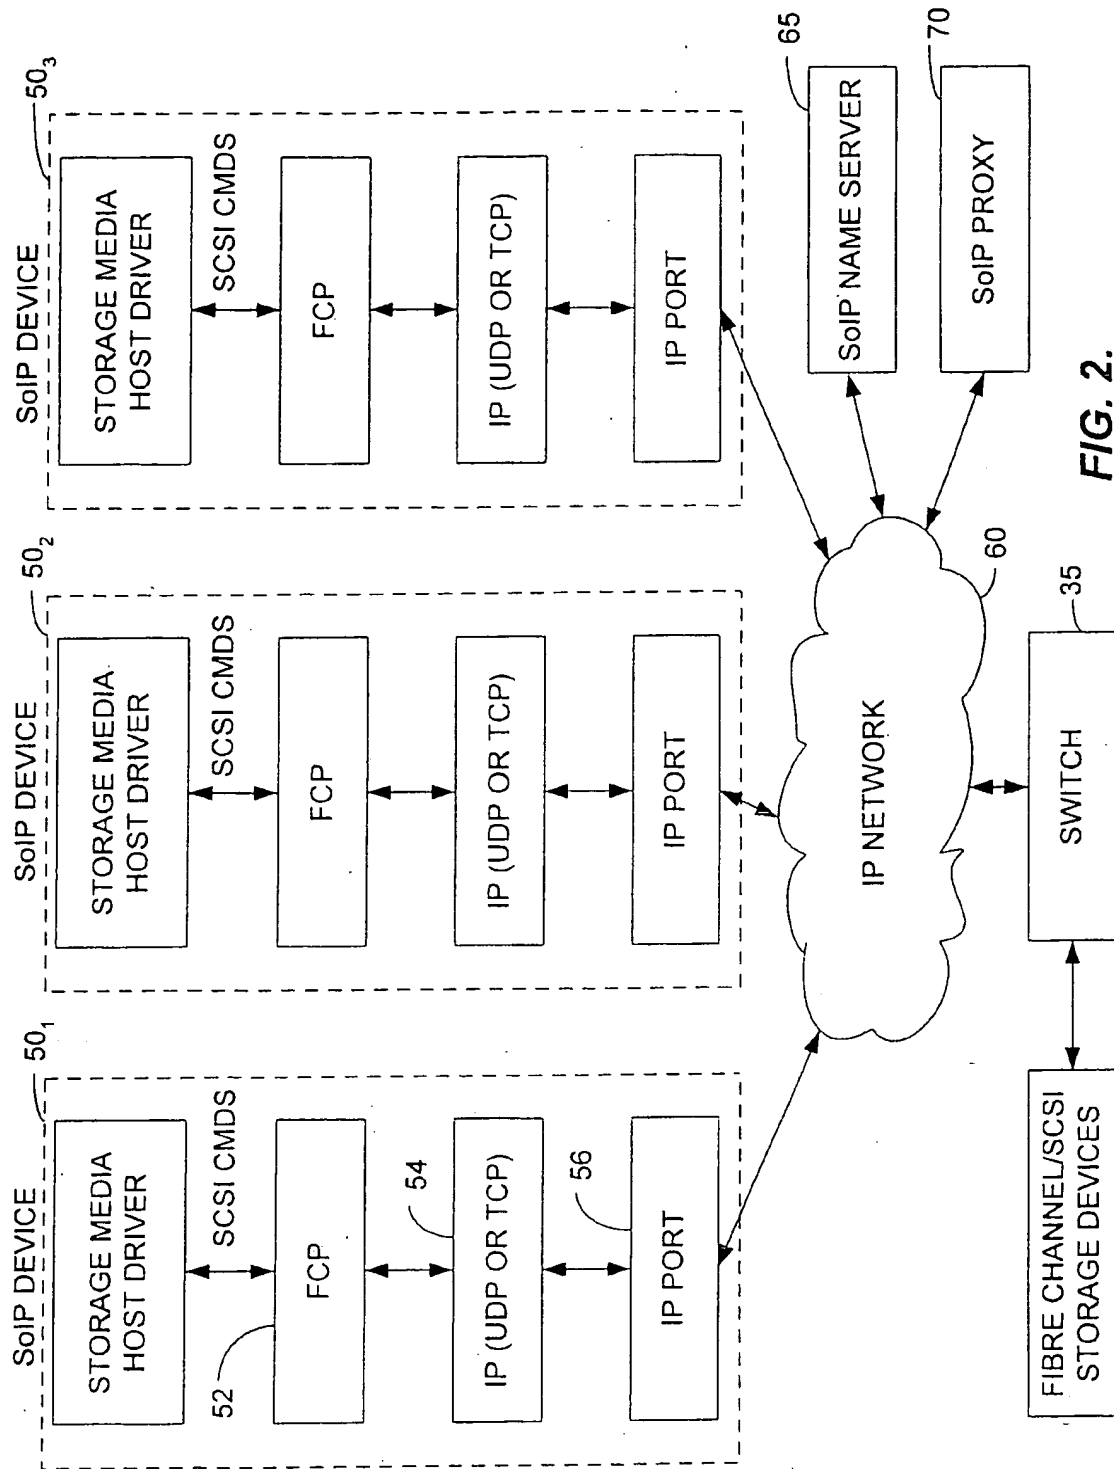 SoIP DEVICE
50₁
STORAGE MEDIA
HOST DRIVER
SCSI CMDS
52
FCP
54
IP (UDP OR TCP)
56
IP PORT
SoIP DEVICE
50₂
STORAGE MEDIA
HOST DRIVER
SCSI CMDS
FCP
IP (UDP OR TCP)
IP PORT
SoIP DEVICE
50₃
STORAGE MEDIA
HOST DRIVER
SCSI CMDS
FCP
IP (UDP OR TCP)
IP PORT
IP NETWORK
60
65
SoIP NAME SERVER
70
SoIP PROXY
FIBRE CHANNEL/SCSI
STORAGE DEVICES
35
SWITCH
FIG. 2.